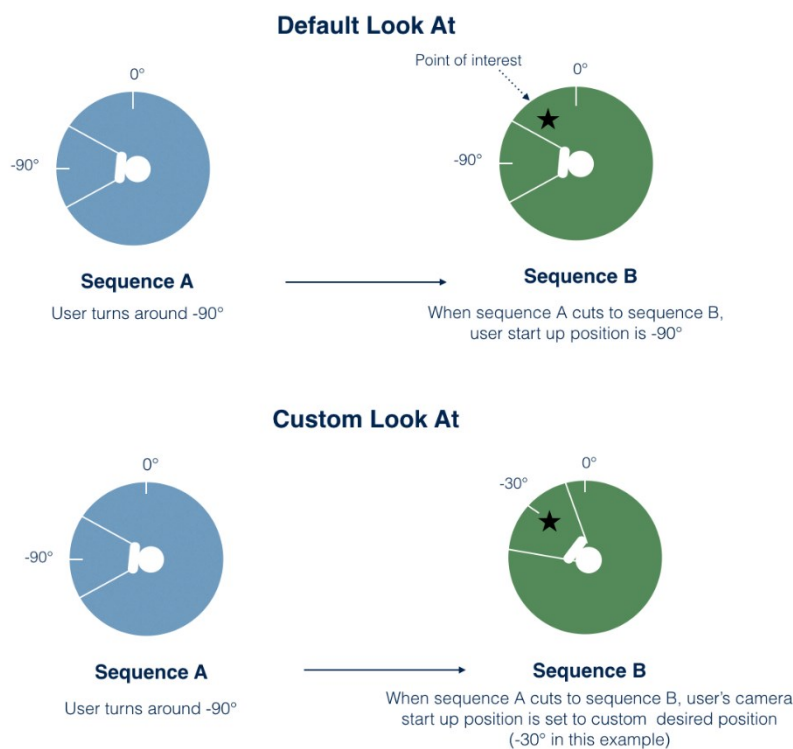 Default Look At
Point of interest
0°
0°
-90°
-90°
Sequence A
Sequence B
User turns around -90°
When sequence A cuts to sequence B,
user start up position is -90°
Custom Look At
0°
0°
-30°
-90°
Sequence A
Sequence B
User turns around -90°
When sequence A cuts to sequence B, user's camera
start up position is set to custom desired position
(-30° in this example)